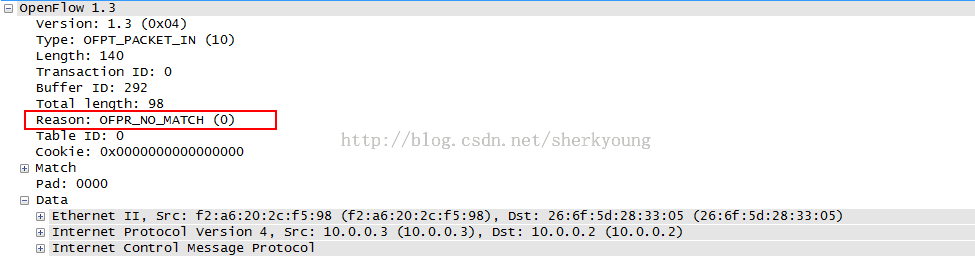 OpenFlow 1.3
Version: 1.3 (0x04)
Type: OFPT_PACKET_IN (10)
Length: 140
Transaction ID: 0
Buffer ID: 292
Total length: 98
Reason: OFPR_NO_MATCH (0)
Table ID: 0
http://blog.csdn.net/sherkyoung
Cookie: 0x0000000000000000
Match
Pad: 0000
Data
Ethernet II, Src: f2:a6:20:2c:f5:98 (f2:a6:20:2c:f5:98), Dst: 26:6f:5d:28:33:05 (26:6f:5d:28:33:05)
Internet Protocol Version 4, Src: 10.0.0.3 (10.0.0.3), Dst: 10.0.0.2 (10.0.0.2)
Internet Control Message Protocol